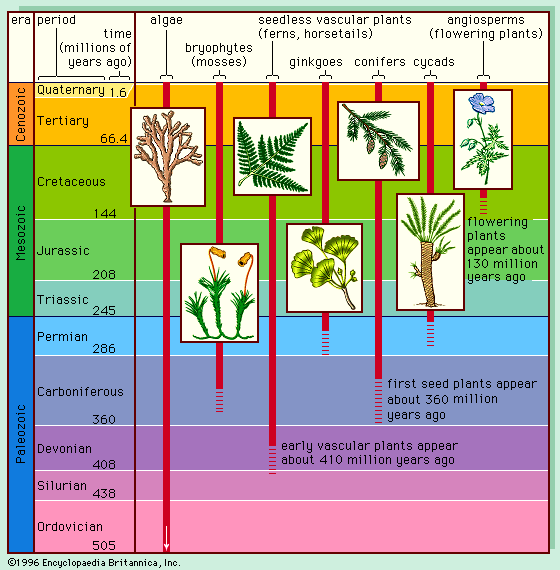 era
period
time
(millions of
years ago)
algae
bryophytes
(mosses)
seedless vascular plants
(ferns, horsetails)
ginkgoes
conifers
cycads
angiosperms
(flowering plants)
Cenozoic
Quaternary 1.6
Tertiary
66.4
Mesozoic
Cretaceous
144
Jurassic
208
Triassic
245
Paleozoic
Permian
286
Carboniferous
360
Devonian
408
Silurian
438
Ordovician
505
flowering
plants
appear about
130 million
years ago
first seed plants appear
about 360 million
years ago
early vascular plants appear
about 410 million years ago
©1996 Encyclopaedia Britannica, Inc.